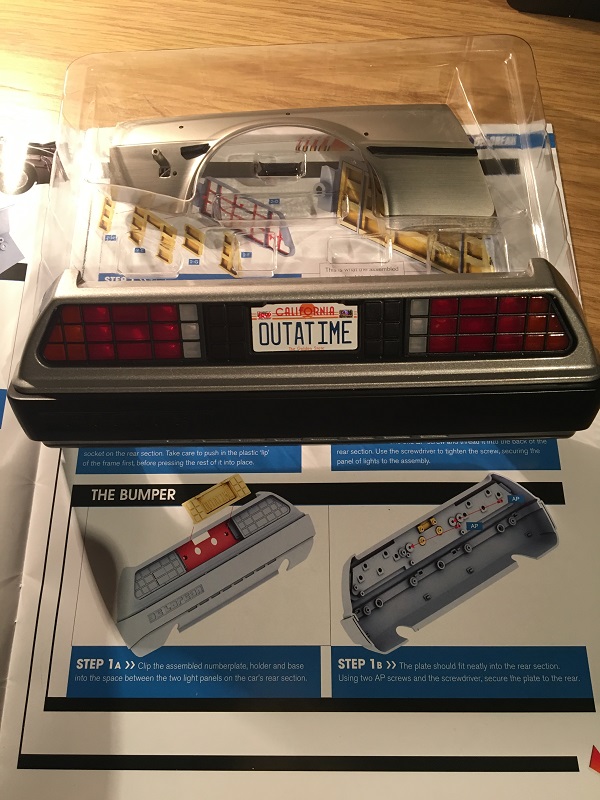 This is what the assembled
CALIFORNIA
OUTATIME
socket on the rear section. Take care to push in the plastic 'lip'
of the frame first, before pressing the rest of it into place.
rear section. Use the screwdriver to tighten the screw, securing the
panel of lights to the assembly.
THE BUMPER
AP
AP
STEP 1A >> Clip the assembled numberplate, holder and base
into the space between the two light panels on the car's rear section.
STEP 1B >> The plate should fit neatly into the rear section.
Using two AP screws and the screwdriver, secure the plate to the rear.